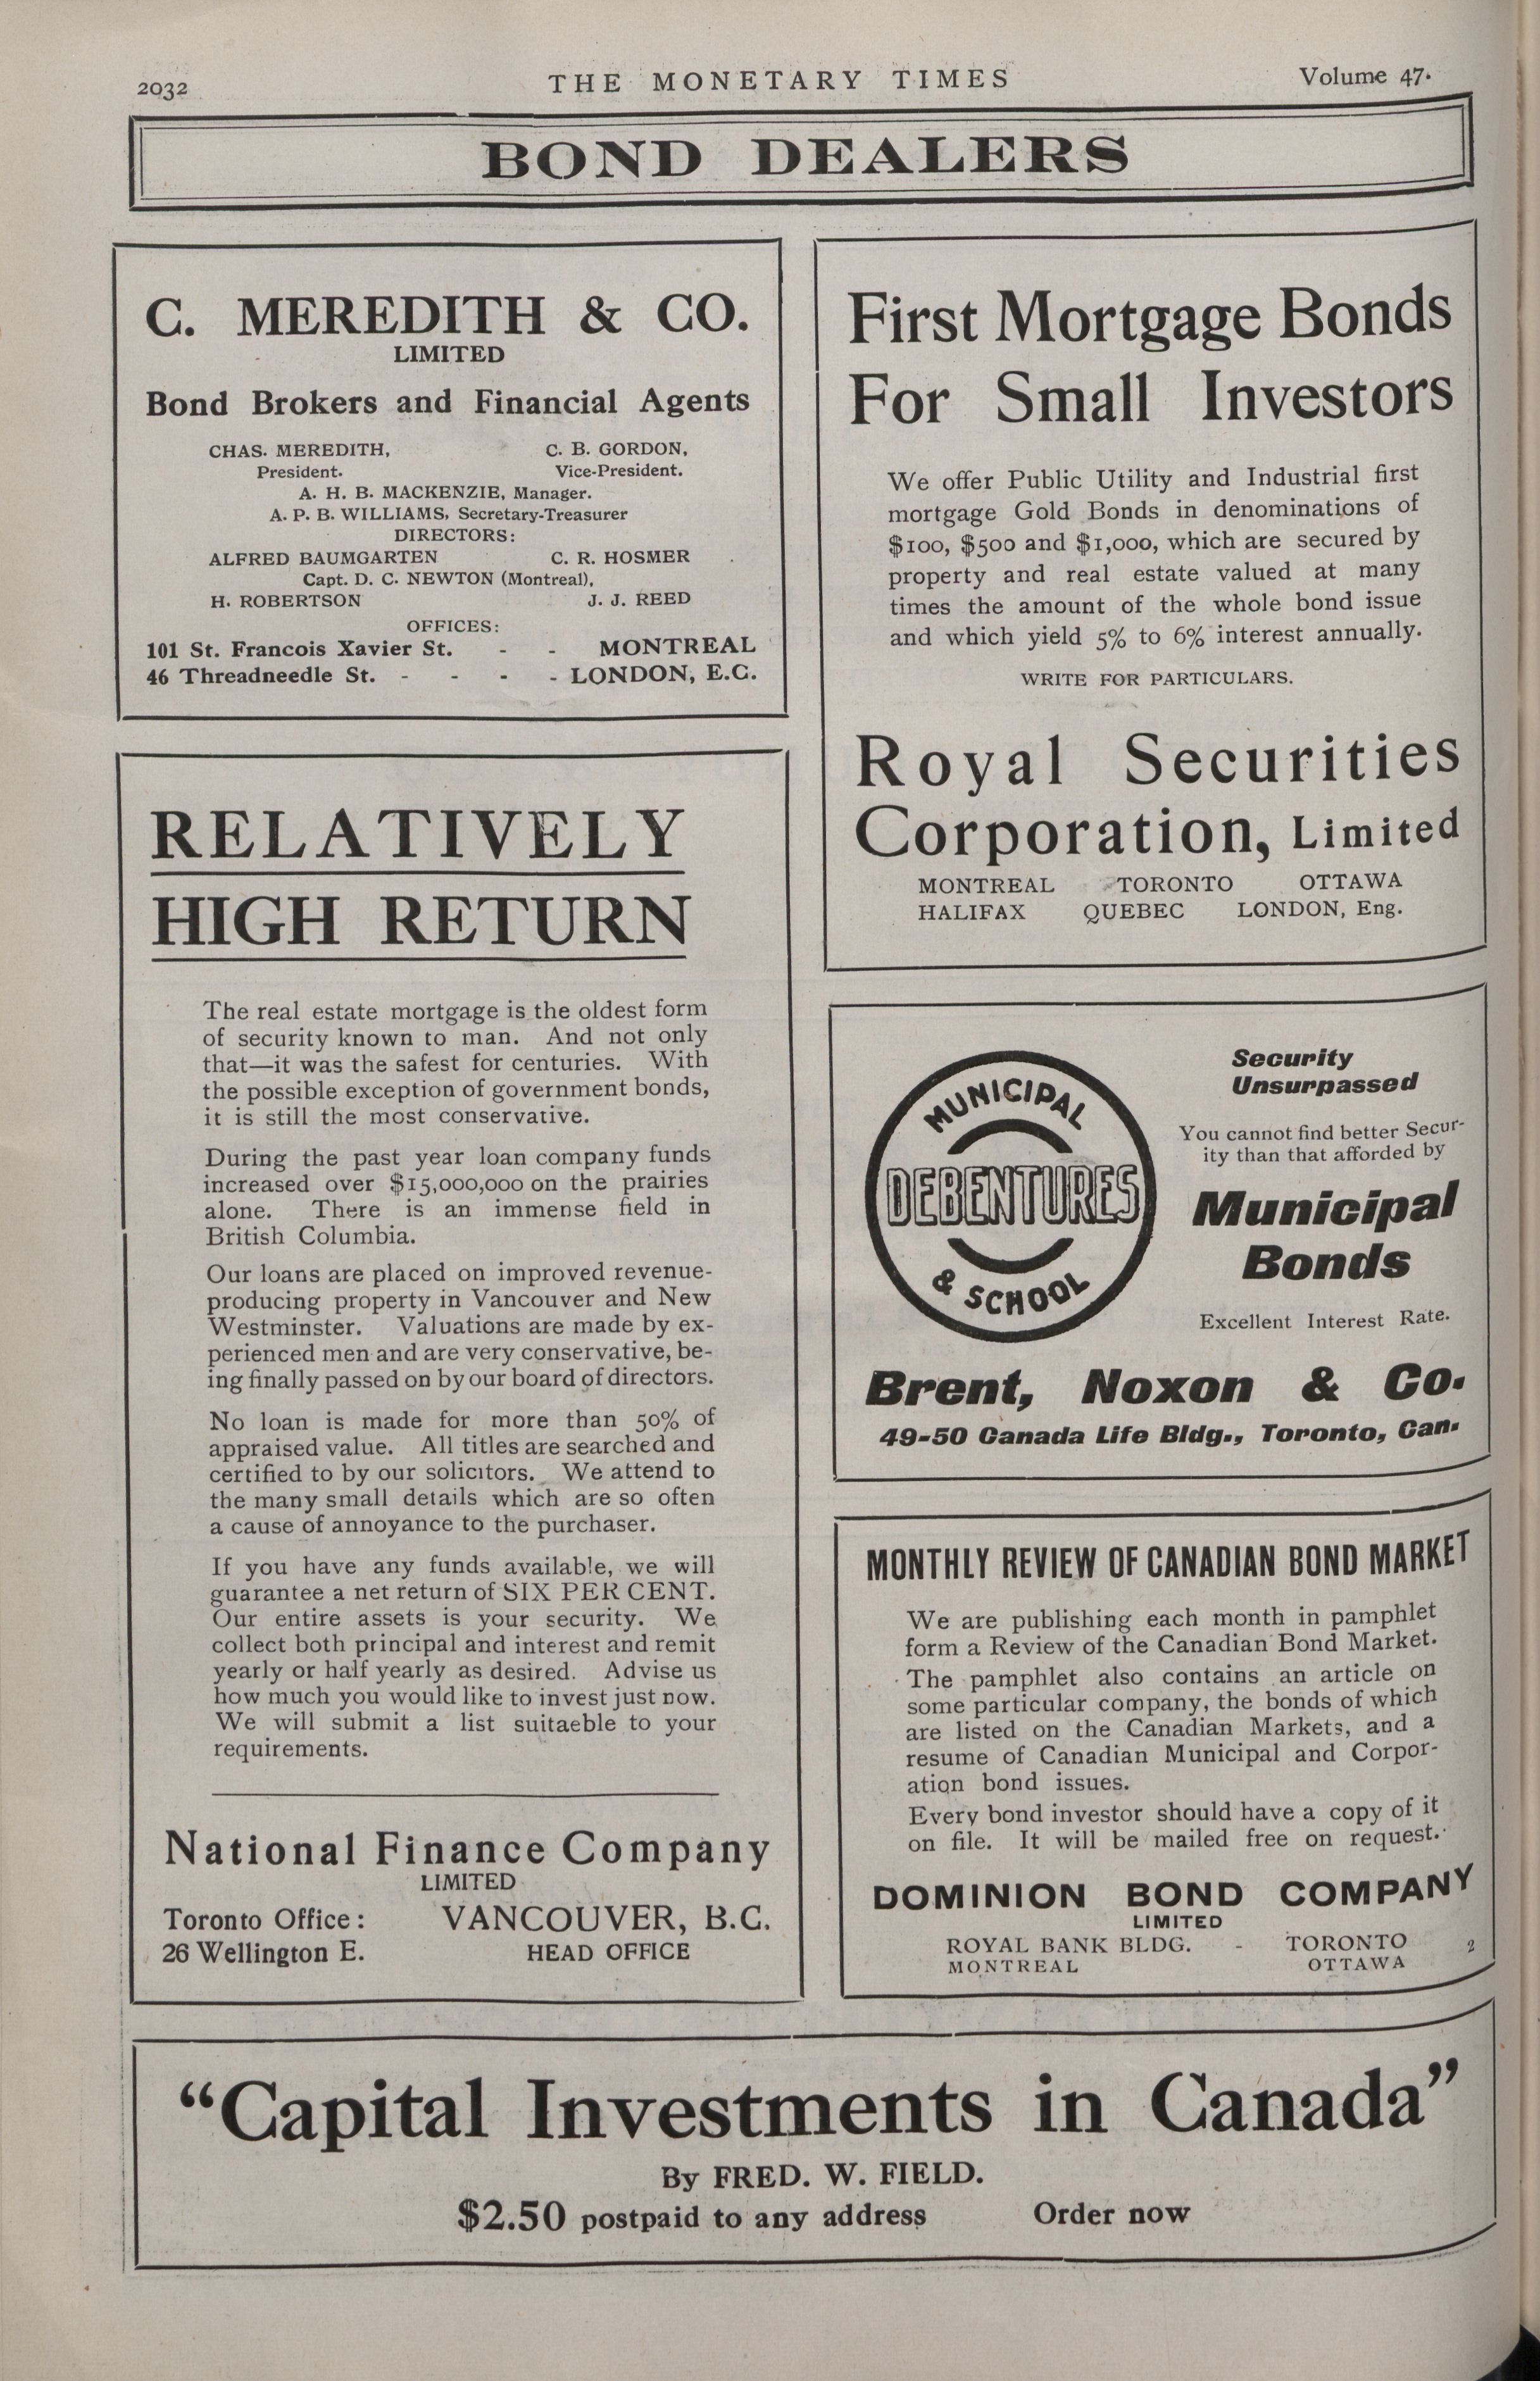 2032
THE MONETARY TIMES
Volume 47.
BOND DEALERS
C. MEREDITH & CO.
LIMITED
Bond Brokers and Financial Agents
CHAS. MEREDITH, C. B. GORDON,
President. Vice-President.
A. H. B. MACKENZIE, Manager.
A. P. B. WILLIAMS, Secretary-Treasurer
DIRECTORS:
ALFRED BAUMGARTEN C. R. HOSMER
Capt. D. C. NEWTON (Montreal),
H. ROBERTSON J. J. REED
OFFICES:
101 St. Francois Xavier St. - - MONTREAL
46 Threadneedle St. - - - - LONDON, E.C.
RELATIVELY
HIGH RETURN
The real estate mortgage is the oldest form
of security known to man. And not only
that—it was the safest for centuries. With
the possible exception of government bonds,
it is still the most conservative.
During the past year loan company funds
increased over $15,000,000 on the prairies
alone. There is an immense field in
British Columbia.
Our loans are placed on improved revenue-
producing property in Vancouver and New
Westminster. Valuations are made by ex-
perienced men and are very conservative, be-
ing finally passed on by our board of directors.
No loan is made for more than 50% of
appraised value. All titles are searched and
certified to by our solicitors. We attend to
the many small details which are so often
a cause of annoyance to the purchaser.
If you have any funds available, we will
guarantee a net return of SIX PER CENT.
Our entire assets is your security. We
collect both principal and interest and remit
yearly or half yearly as desired. Advise us
how much you would like to invest just now.
We will submit a list suitaeble to your
requirements.
National Finance Company
LIMITED
Toronto Office: VANCOUVER, B.C.
26 Wellington E. HEAD OFFICE
First Mortgage Bonds
For Small Investors
We offer Public Utility and Industrial first
mortgage Gold Bonds in denominations of
$100, $500 and $1,000, which are secured by
property and real estate valued at many
times the amount of the whole bond issue
and which yield 5% to 6% interest annually.
WRITE FOR PARTICULARS.
Royal Securities
Corporation, Limited
MONTREAL TORONTO OTTAWA
HALIFAX QUEBEC LONDON, Eng.
MUNICIPAL
DEBENTURES
& SCHOOL
Security
Unsurpassed
You cannot find better Secur-
ity than that afforded by
Municipal
Bonds
Excellent Interest Rate.
Brent, Noxon & Co.
49-50 Canada Life Bldg., Toronto, Can.
MONTHLY REVIEW OF CANADIAN BOND MARKET
We are publishing each month in pamphlet
form a Review of the Canadian Bond Market.
The pamphlet also contains an article on
some particular company, the bonds of which
are listed on the Canadian Markets, and a
resume of Canadian Municipal and Corpor-
ation bond issues.
Every bond investor should have a copy of it
on file. It will be mailed free on request.
DOMINION BOND COMPANY
LIMITED
ROYAL BANK BLDG. - TORONTO
MONTREAL OTTAWA 2
“Capital Investments in Canada”
By FRED. W. FIELD.
$2.50 postpaid to any address Order now